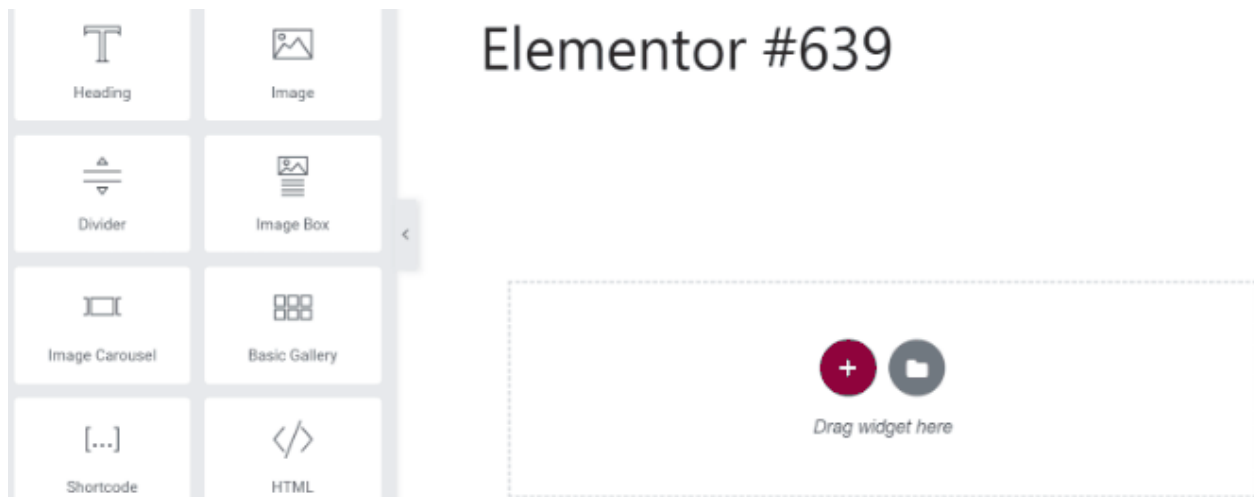 Elementor #639
Heading
Image
Divider
Image Box
Image Carousel
Basic Gallery
[...]
Shortcode
HTML
Drag widget here